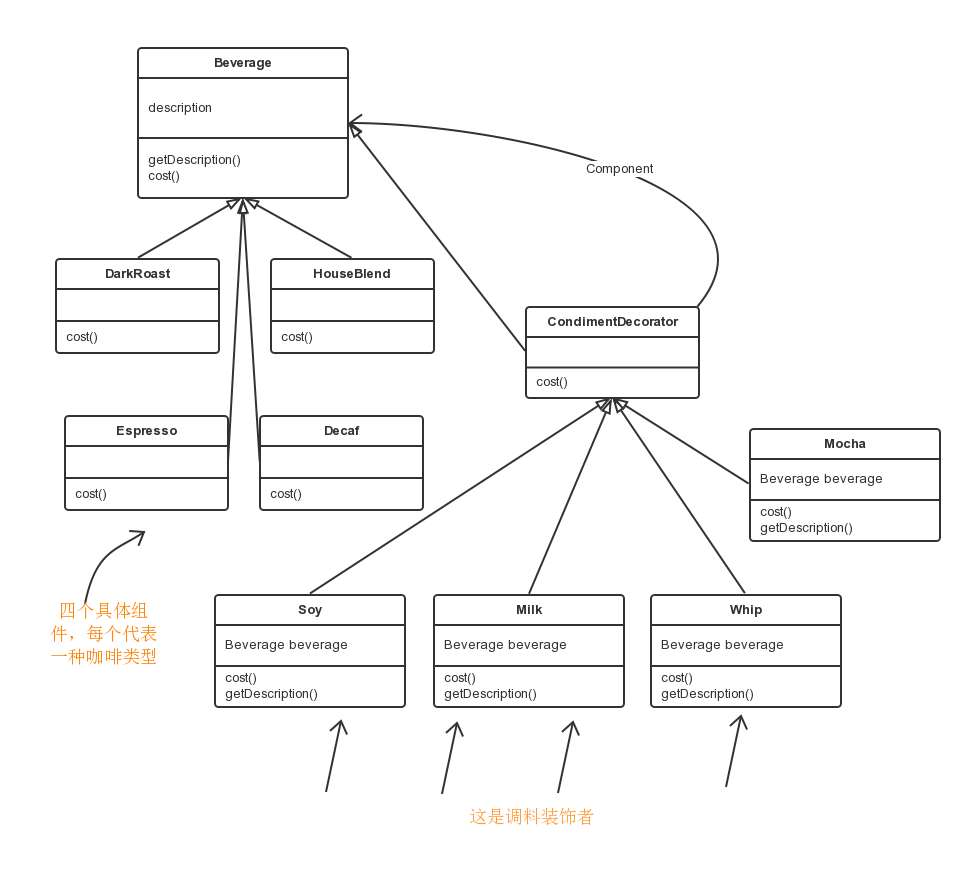 Beverage
description
getDescription()
cost()
Component
DarkRoast
cost()
HouseBlend
cost()
CondimentDecorator
cost()
Espresso
cost()
Decaf
cost()
Mocha
Beverage beverage
cost()
getDescription()
四个具体组
件，每个代表
一种咖啡类型
Soy
Beverage beverage
cost()
getDescription()
Milk
Beverage beverage
cost()
getDescription()
Whip
Beverage beverage
cost()
getDescription()
这是调料装饰者